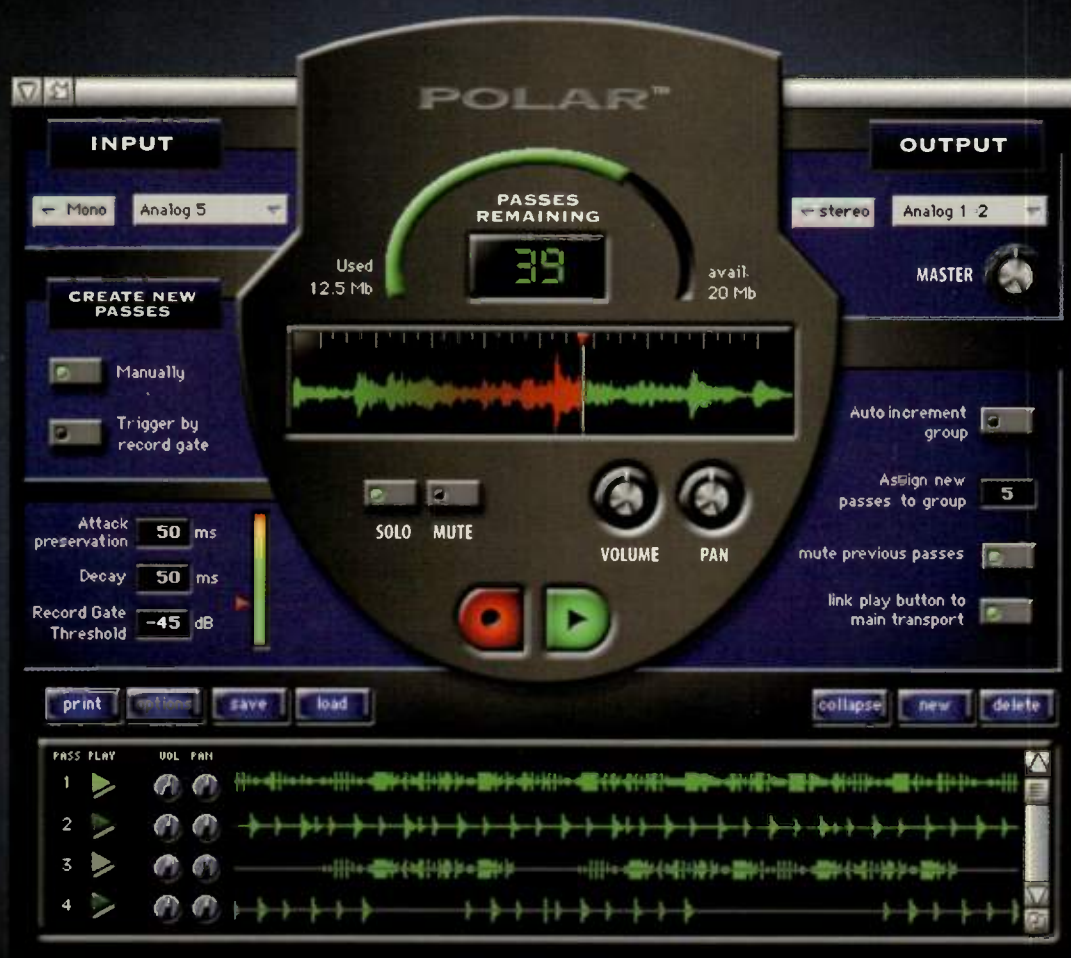 POLAR™
INPUT
Mono
Analog 5
PASSES
REMAINING
39
Used
12.5 Mb
avail.
20 Mb
OUTPUT
stereo
Analog 1-2
MASTER
CREATE NEW
PASSES
Manually
Trigger by
record gate
Attack
preservation
50 ms
Decay
50 ms
Record Gate
Threshold
-45 dB
SOLO
MUTE
VOLUME
PAN
Auto increment
group
Assign new
passes to group
5
mute previous passes
link play button to
main transport
print
options
save
load
collapse
new
delete
PASS PLAY VOL PAN
1
2
3
4